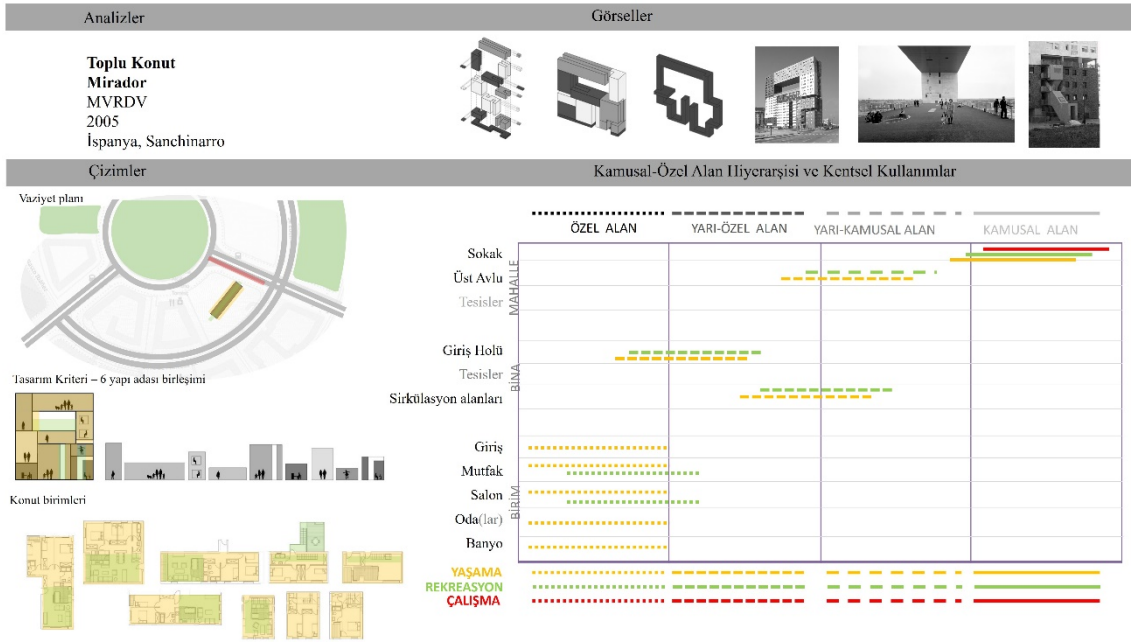 Analizler
Görseller
Toplu Konut
Mirador
MVRDV
2005
İspanya, Sanchinarro
Çizimler
Kamusal-Özel Alan Hiyerarşisi ve Kentsel Kullanımlar
Vaziyet planı
Tasarım Kriteri – 6 yapı adası birleşimi
Konut birimleri
ÖZEL ALAN
YARI-ÖZEL ALAN
YARI-KAMUSAL ALAN
KAMUSAL ALAN
MAHALLE
Sokak
Üst Avlu
Tesisler
BİNA
Giriş Holü
Tesisler
Sirkülasyon alanları
BİRİM
Giriş
Mutfak
Salon
Oda(lar)
Banyo
YAŞAMA
REKREASYON
ÇALIŞMA